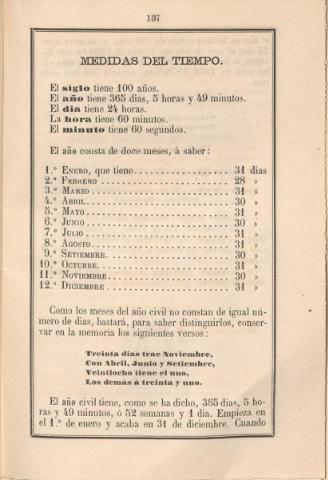 137
MEDIDAS DEL TIEMPO.
El siglo tiene 100 años.
El año tiene 365 dias, 5 horas y 49 minutos.
El dia tiene 24 horas.
La hora tiene 60 minutos.
El minuto tiene 60 segundos.
El año consta de doce meses, á saber:
1.º ENERO, que tiene.................. 31 dias
2.º FEBRERO .......................... 28 »
3.º MARZO............................ 31 »
4.º ABRIL............................. 30 »
5.º MAYO ............................ 31 »
6.º JUNIO ............................ 30 »
7.º JULIO ............................. 31 »
8.º AGOSTO........................... 31 »
9.º SETIEMBRE........................ 30 »
10.º OCTUBRE......................... 31 »
11.º NOVIEMBRE...................... 30 »
12.º DICIEMBRE ...................... 31 »
Como los meses del año civil no constan de igual nú-
mero de dias, bastará, para saber distinguirlos, conser-
var en la memoria los siguientes versos:
Treinta dias trae Noviembre,
Con Abril, Junio y Setiembre,
Veintiocho tiene el uno,
Los demás á treinta y uno.
El año civil tiene, como se ha dicho, 365 dias, 5 ho-
ras y 49 minutos, ó 52 semanas y 1 dia. Empieza en
el 1.º de enero y acaba en 31 de diciembre. Cuando